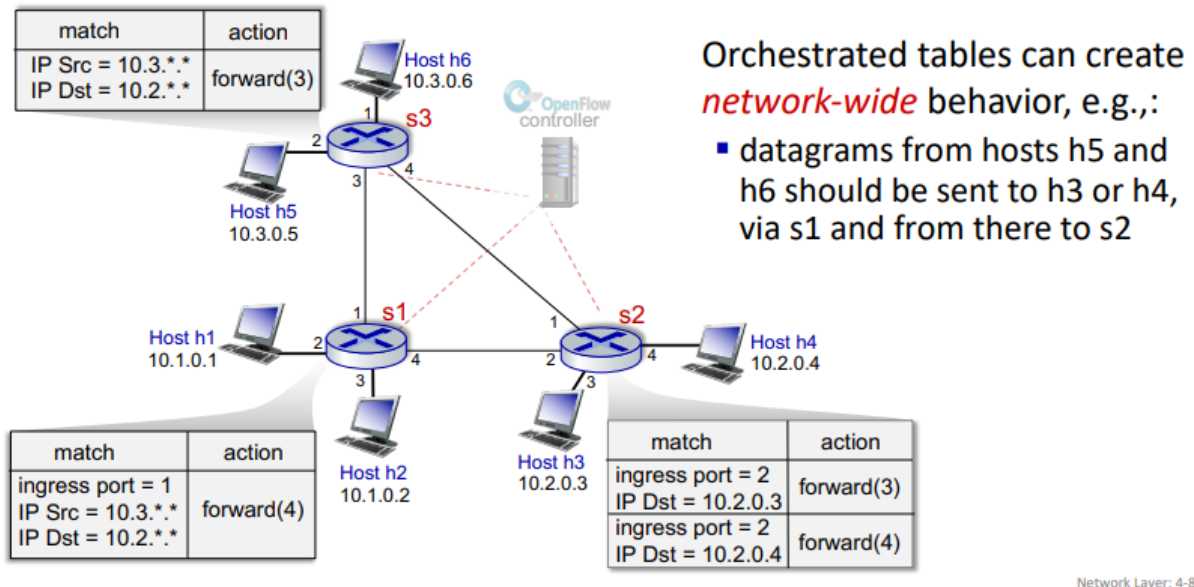 match action
IP Src = 10.3.*.*
IP Dst = 10.2.*.*
forward(3)
Host h6
10.3.0.6
OpenFlow
controller
Orchestrated tables can create
network-wide behavior, e.g.,:
▪ datagrams from hosts h5 and
h6 should be sent to h3 or h4,
via s1 and from there to s2
1
s3
2
3
4
Host h5
10.3.0.5
1
s1
2
3
4
Host h1
10.1.0.1
1
s2
2
3
4
Host h4
10.2.0.4
Host h2
10.1.0.2
Host h3
10.2.0.3
match action
ingress port = 1
IP Src = 10.3.*.*
IP Dst = 10.2.*.*
forward(4)
match action
ingress port = 2
IP Dst = 10.2.0.3
forward(3)
ingress port = 2
IP Dst = 10.2.0.4
forward(4)
Network Layer: 4-8